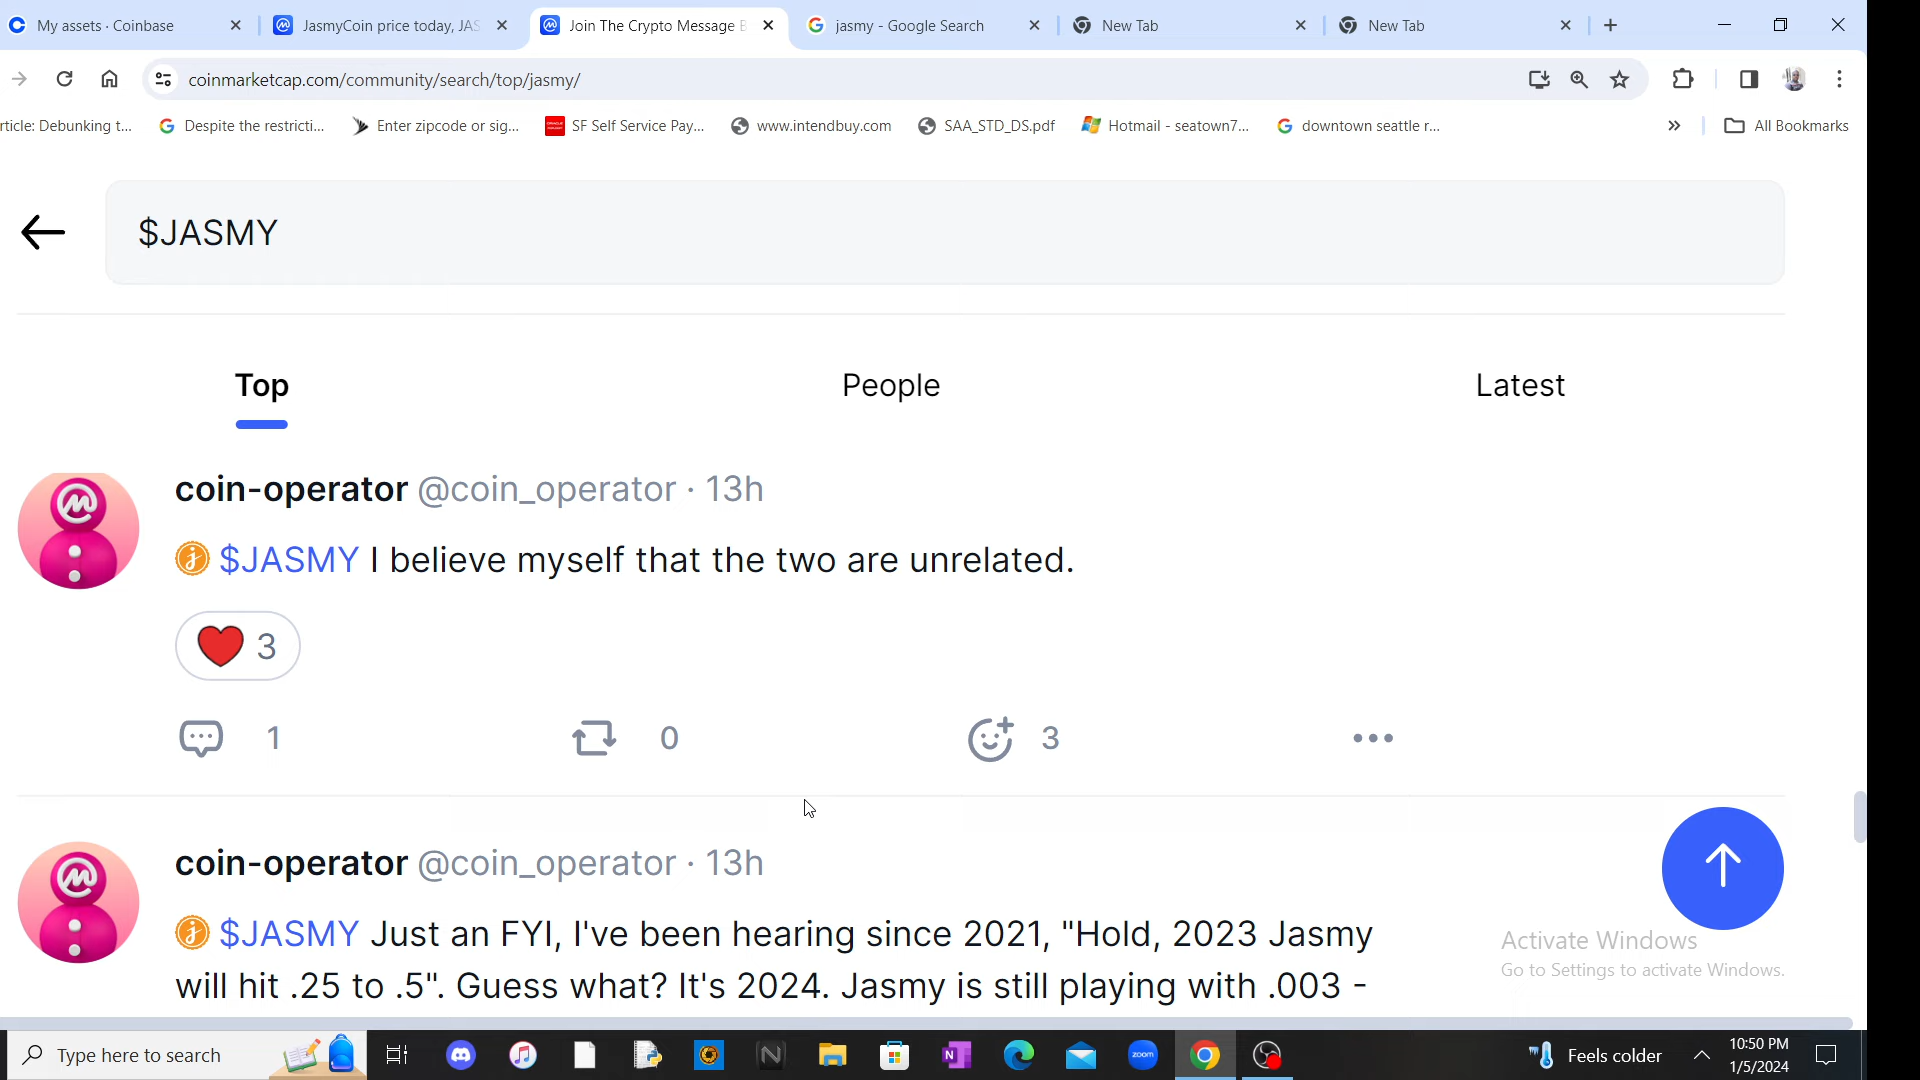 My assets · Coinbase
JasmyCoin price today, JAS
Join The Crypto Message B
jasmy - Google Search
New Tab
New Tab
coinmarketcap.com/community/search/top/jasmy/
rticle: Debunking t...
Despite the restricti...
Enter zipcode or sig...
SF Self Service Pay...
www.intendbuy.com
SAA_STD_DS.pdf
Hotmail - seatown7...
downtown seattle r...
All Bookmarks
$JASMY
Top
People
Latest
coin-operator @coin_operator · 13h
$JASMY I believe myself that the two are unrelated.
3
1
0
3
coin-operator @coin_operator · 13h
$JASMY Just an FYI, I've been hearing since 2021, "Hold, 2023 Jasmy
will hit .25 to .5". Guess what? It's 2024. Jasmy is still playing with .003 -
Activate Windows
Go to Settings to activate Windows.
Type here to search
zoom
Feels colder
10:50 PM
1/5/2024